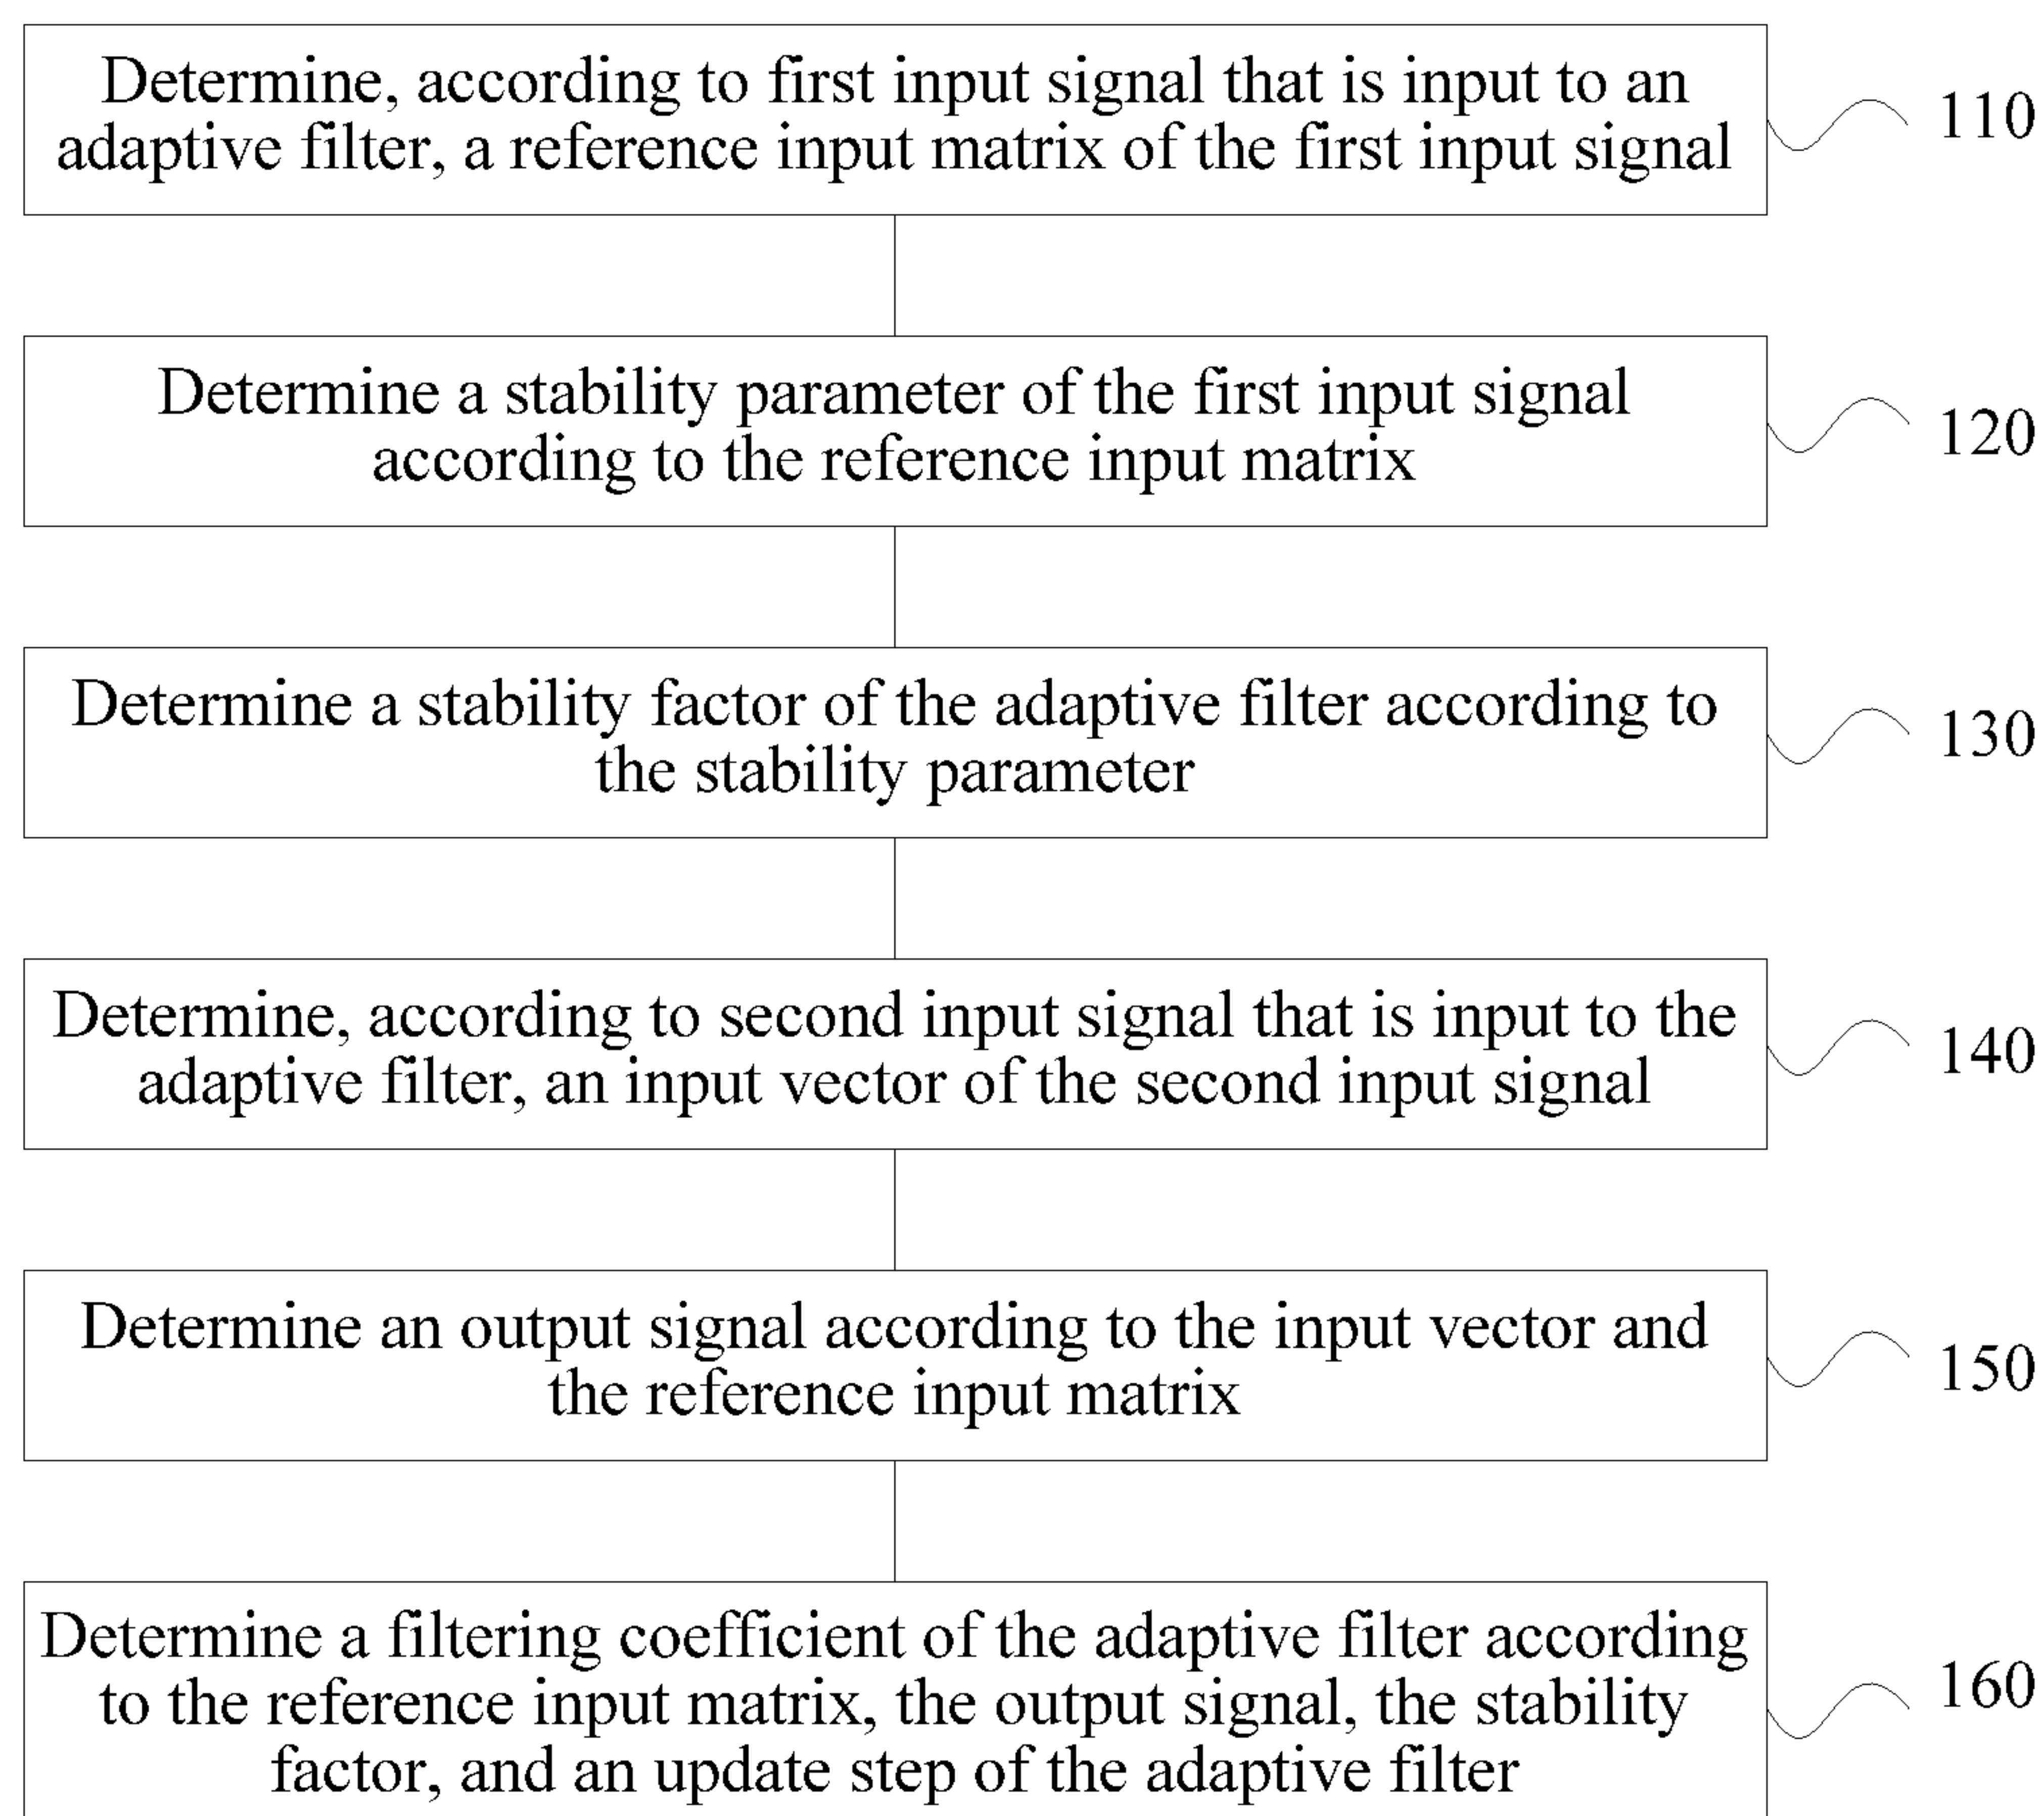 Determine, according to first input signal that is input to an
adaptive filter, a reference input matrix of the first input signal
110
Determine a stability parameter of the first input signal
according to the reference input matrix
120
Determine a stability factor of the adaptive filter according to
the stability parameter
130
Determine, according to second input signal that is input to the
adaptive filter, an input vector of the second input signal
140
Determine an output signal according to the input vector and
the reference input matrix
150
Determine a filtering coefficient of the adaptive filter according
to the reference input matrix, the output signal, the stability
factor, and an update step of the adaptive filter
160